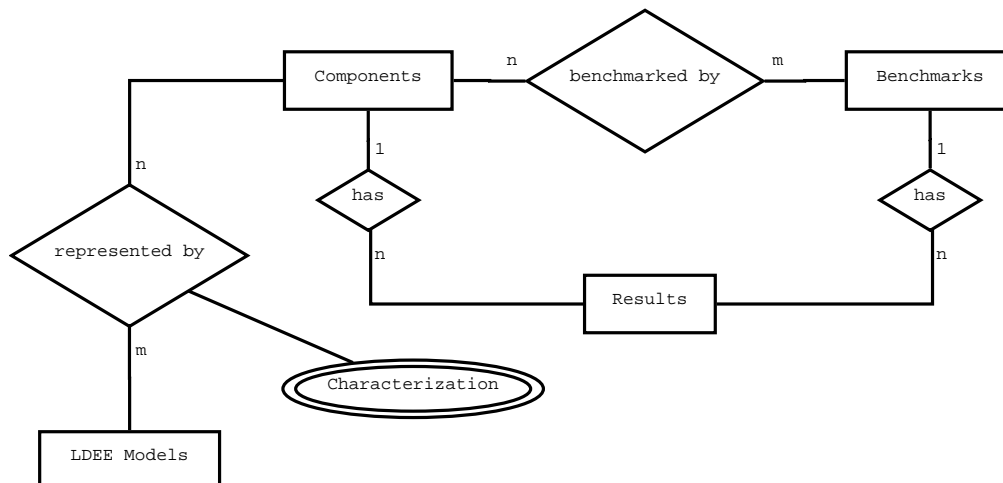 Components
n
benchmarked by
m
Benchmarks
n
1
1
has
has
represented by
n
n
Results
m
Characterization
LDEE Models